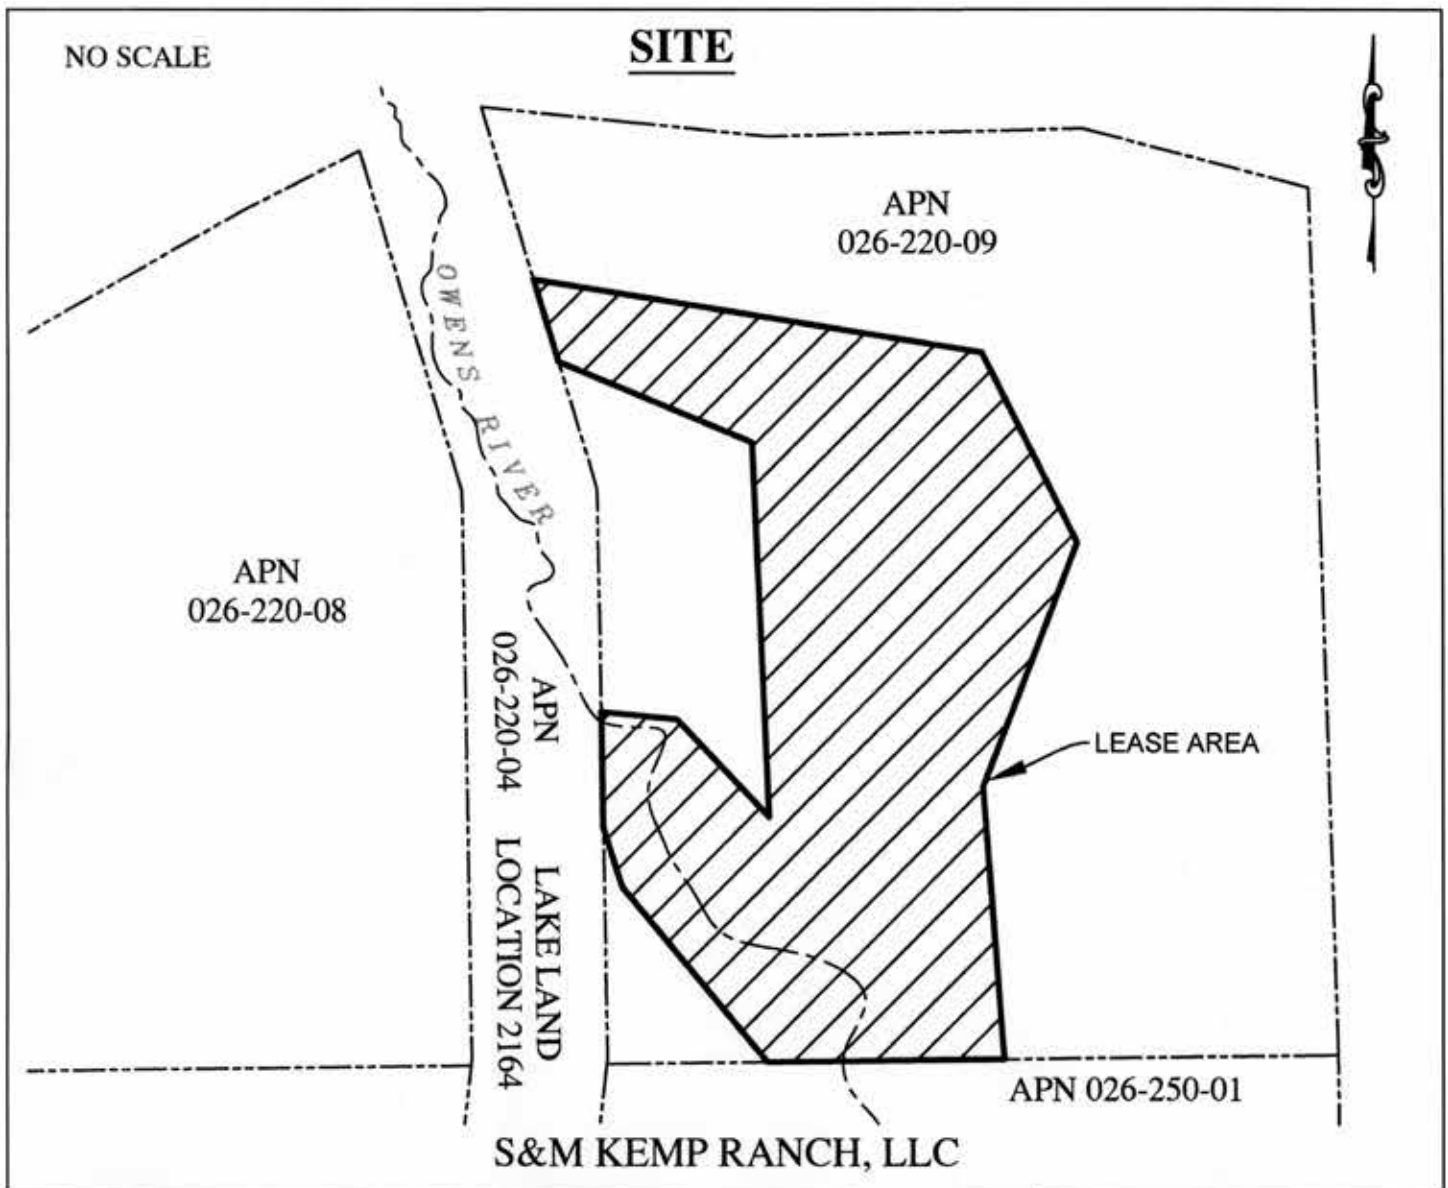 NO SCALE
SITE
APN
026-220-09
OWENS RIVER
APN
026-220-08
APN
026-220-04
LAKE LAND
LOCATION 2164
LEASE AREA
APN 026-250-01
S&M KEMP RANCH, LLC